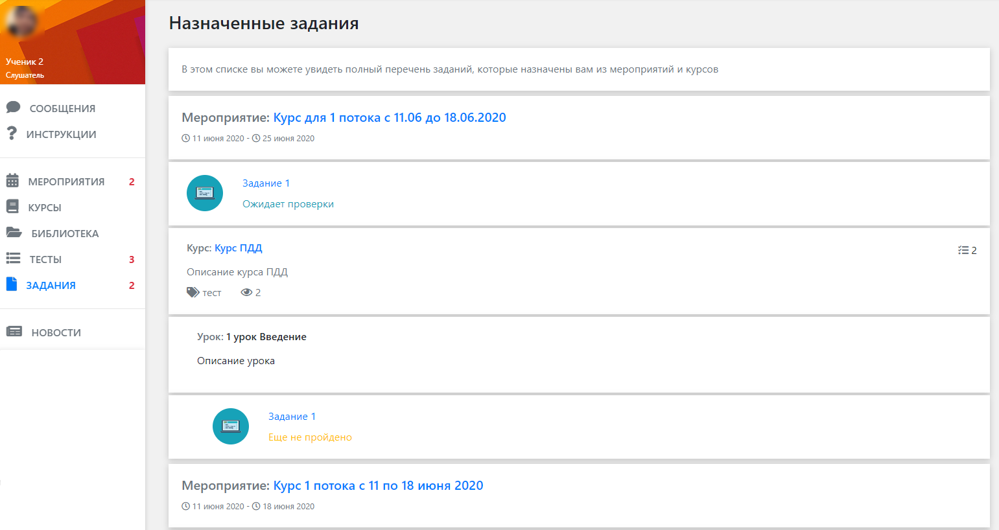 Ученик 2
Слушатель
СООБЩЕНИЯ
ИНСТРУКЦИИ
МЕРОПРИЯТИЯ 2
КУРСЫ
БИБЛИОТЕКА
ТЕСТЫ 3
ЗАДАНИЯ 2
НОВОСТИ
Назначенные задания
В этом списке вы можете увидеть полный перечень заданий, которые назначены вам из мероприятий и курсов
Мероприятие: Курс для 1 потока с 11.06 до 18.06.2020
11 июня 2020 - 25 июня 2020
Задание 1
Ожидает проверки
Курс: Курс ПДД 2
Описание курса ПДД
тест 2
Урок: 1 урок Введение
Описание урока
Задание 1
Еще не пройдено
Мероприятие: Курс 1 потока с 11 по 18 июня 2020
11 июня 2020 - 18 июня 2020